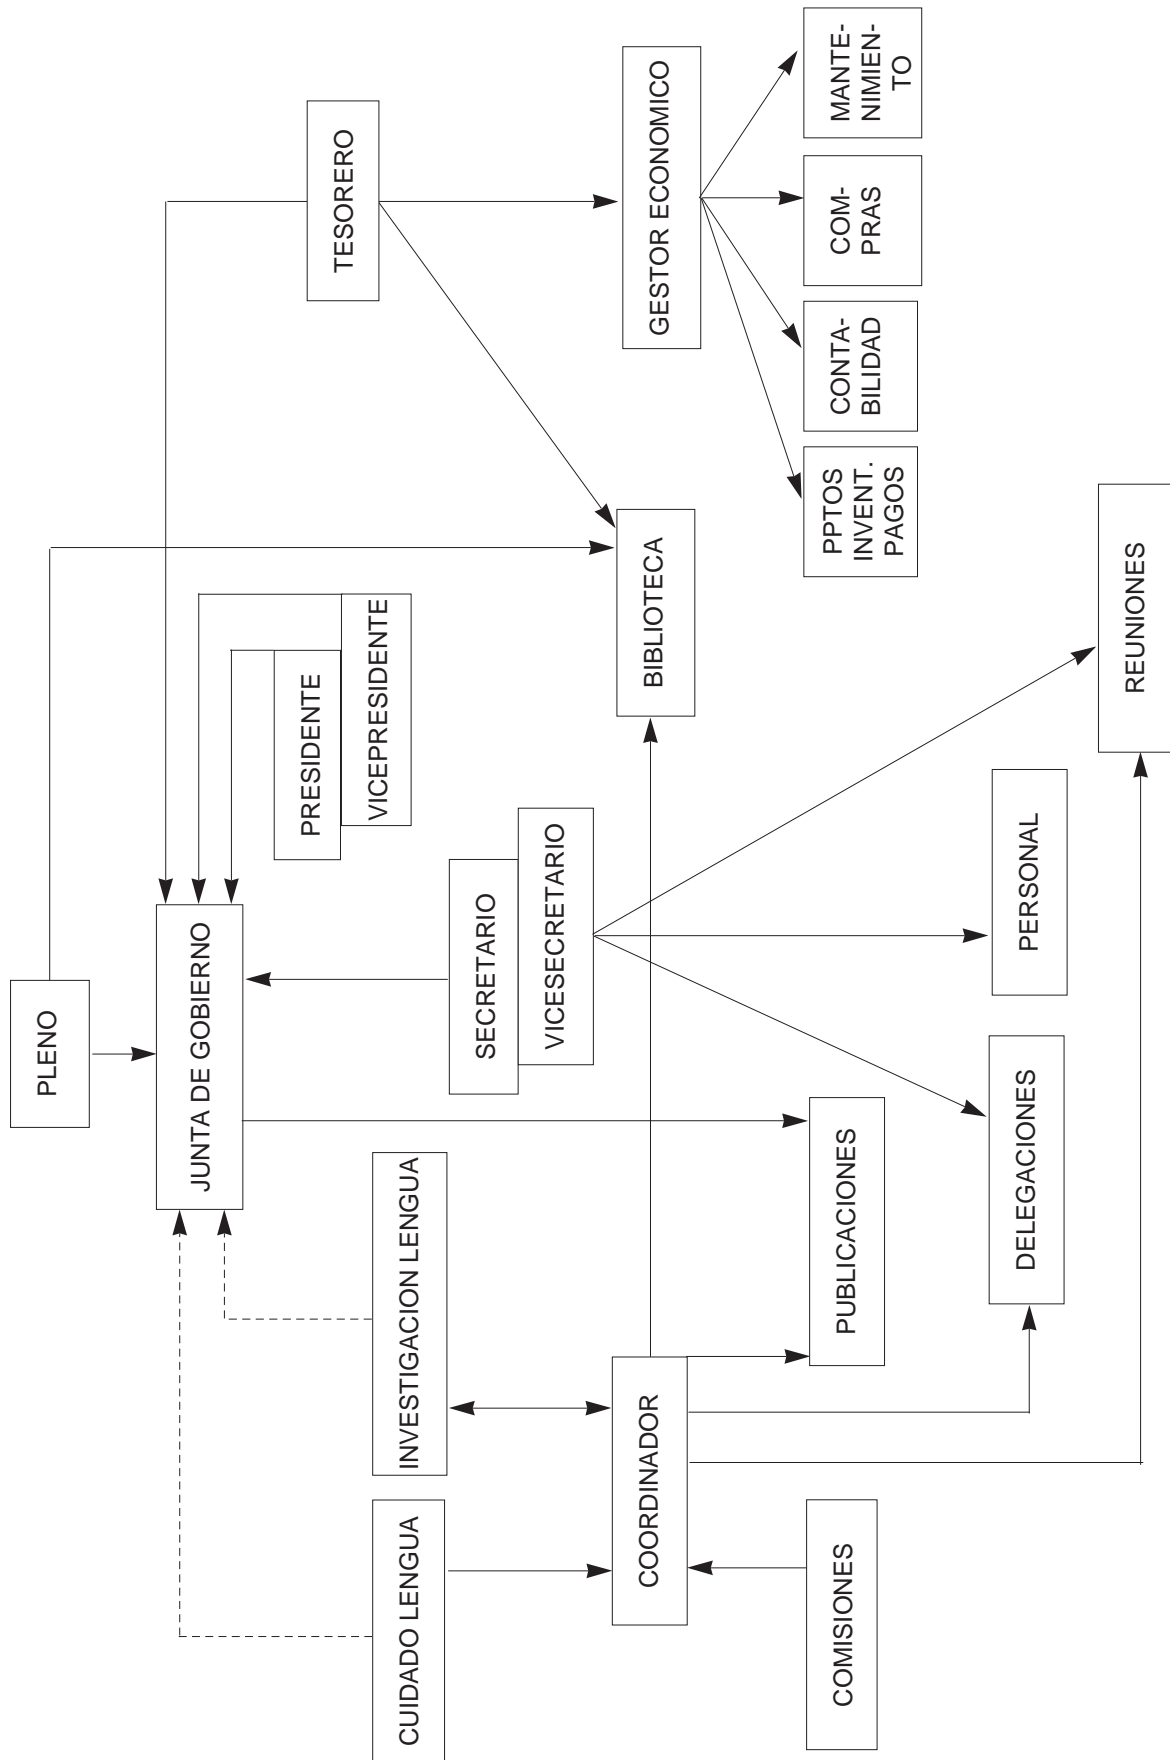 PLENO
JUNTA DE GOBIERNO
PRESIDENTE
VICEPRESIDENTE
TESORERO
CUIDADO LENGUA
INVESTIGACION LENGUA
SECRETARIO
VICESECRETARIO
COORDINADOR
BIBLIOTECA
GESTOR ECONOMICO
COMISIONES
PUBLICACIONES
PPTOS
INVENT.
PAGOS
CONTA-
BILIDAD
COM-
PRAS
MANTE-
NIMIEN-
TO
DELEGACIONES
PERSONAL
REUNIONES